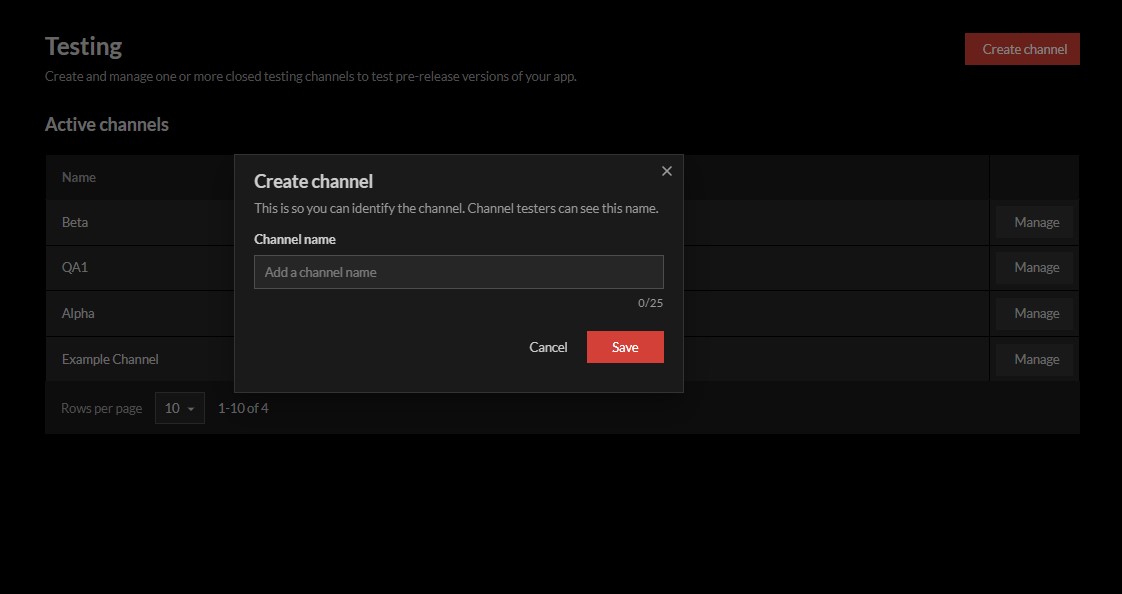 Testing
Create channel
Create and manage one or more closed testing channels to test pre-release versions of your app.
Active channels
Name
Create channel
This is so you can identify the channel. Channel testers can see this name.
Beta
Manage
Channel name
QA1
Manage
Add a channel name
0/25
Alpha
Manage
Cancel
Save
Example Channel
Manage
Rows per page
10
1-10 of 4